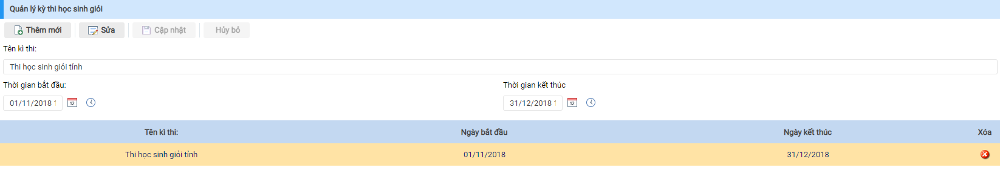 Quản lý kỳ thi học sinh giỏi
Thêm mới Sửa Cập nhật Hủy bỏ
Tên kì thi:
Thi học sinh giỏi tỉnh
Thời gian bắt đầu: Thời gian kết thúc
01/11/2018 12 31/12/2018 12
Tên kì thi: Ngày bắt đầu Ngày kết thúc Xóa
Thi học sinh giỏi tỉnh 01/11/2018 31/12/2018